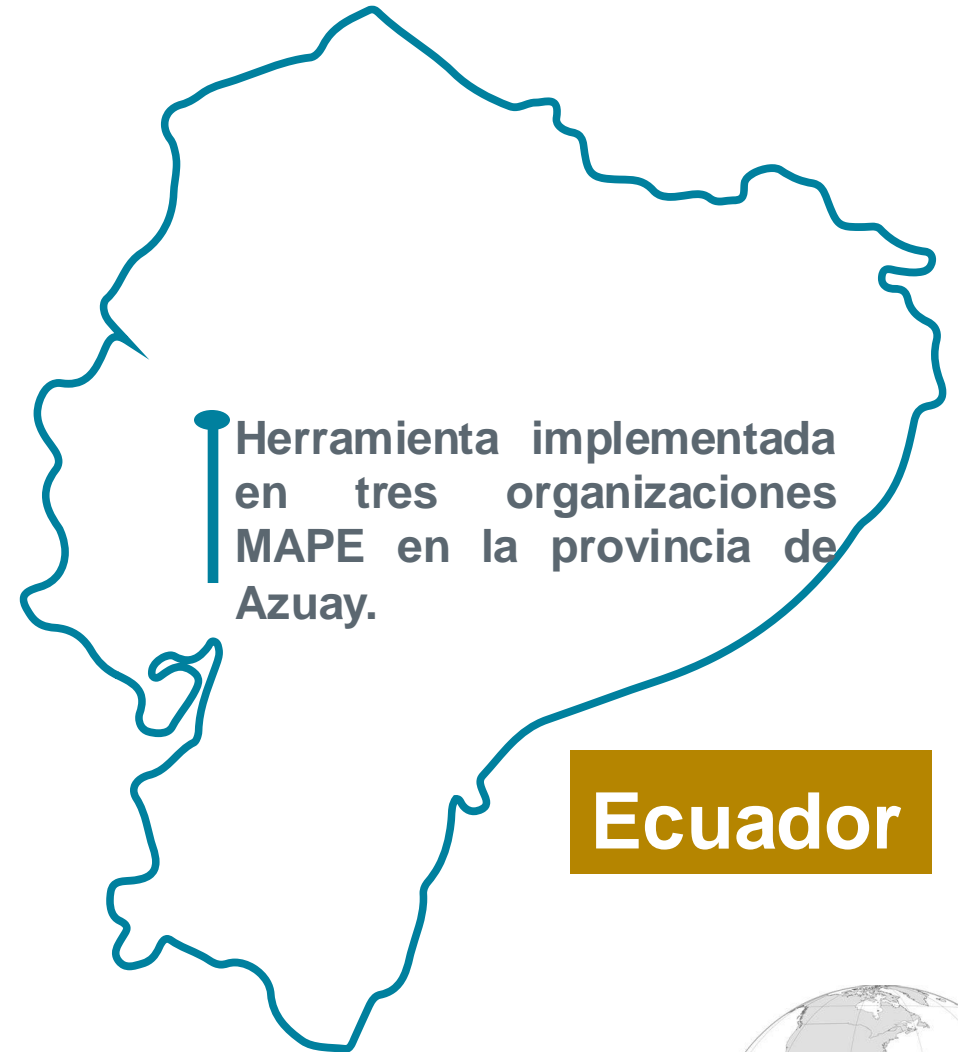 Herramienta implementada
en tres organizaciones
MAPE en la provincia de
Azuay.
Ecuador